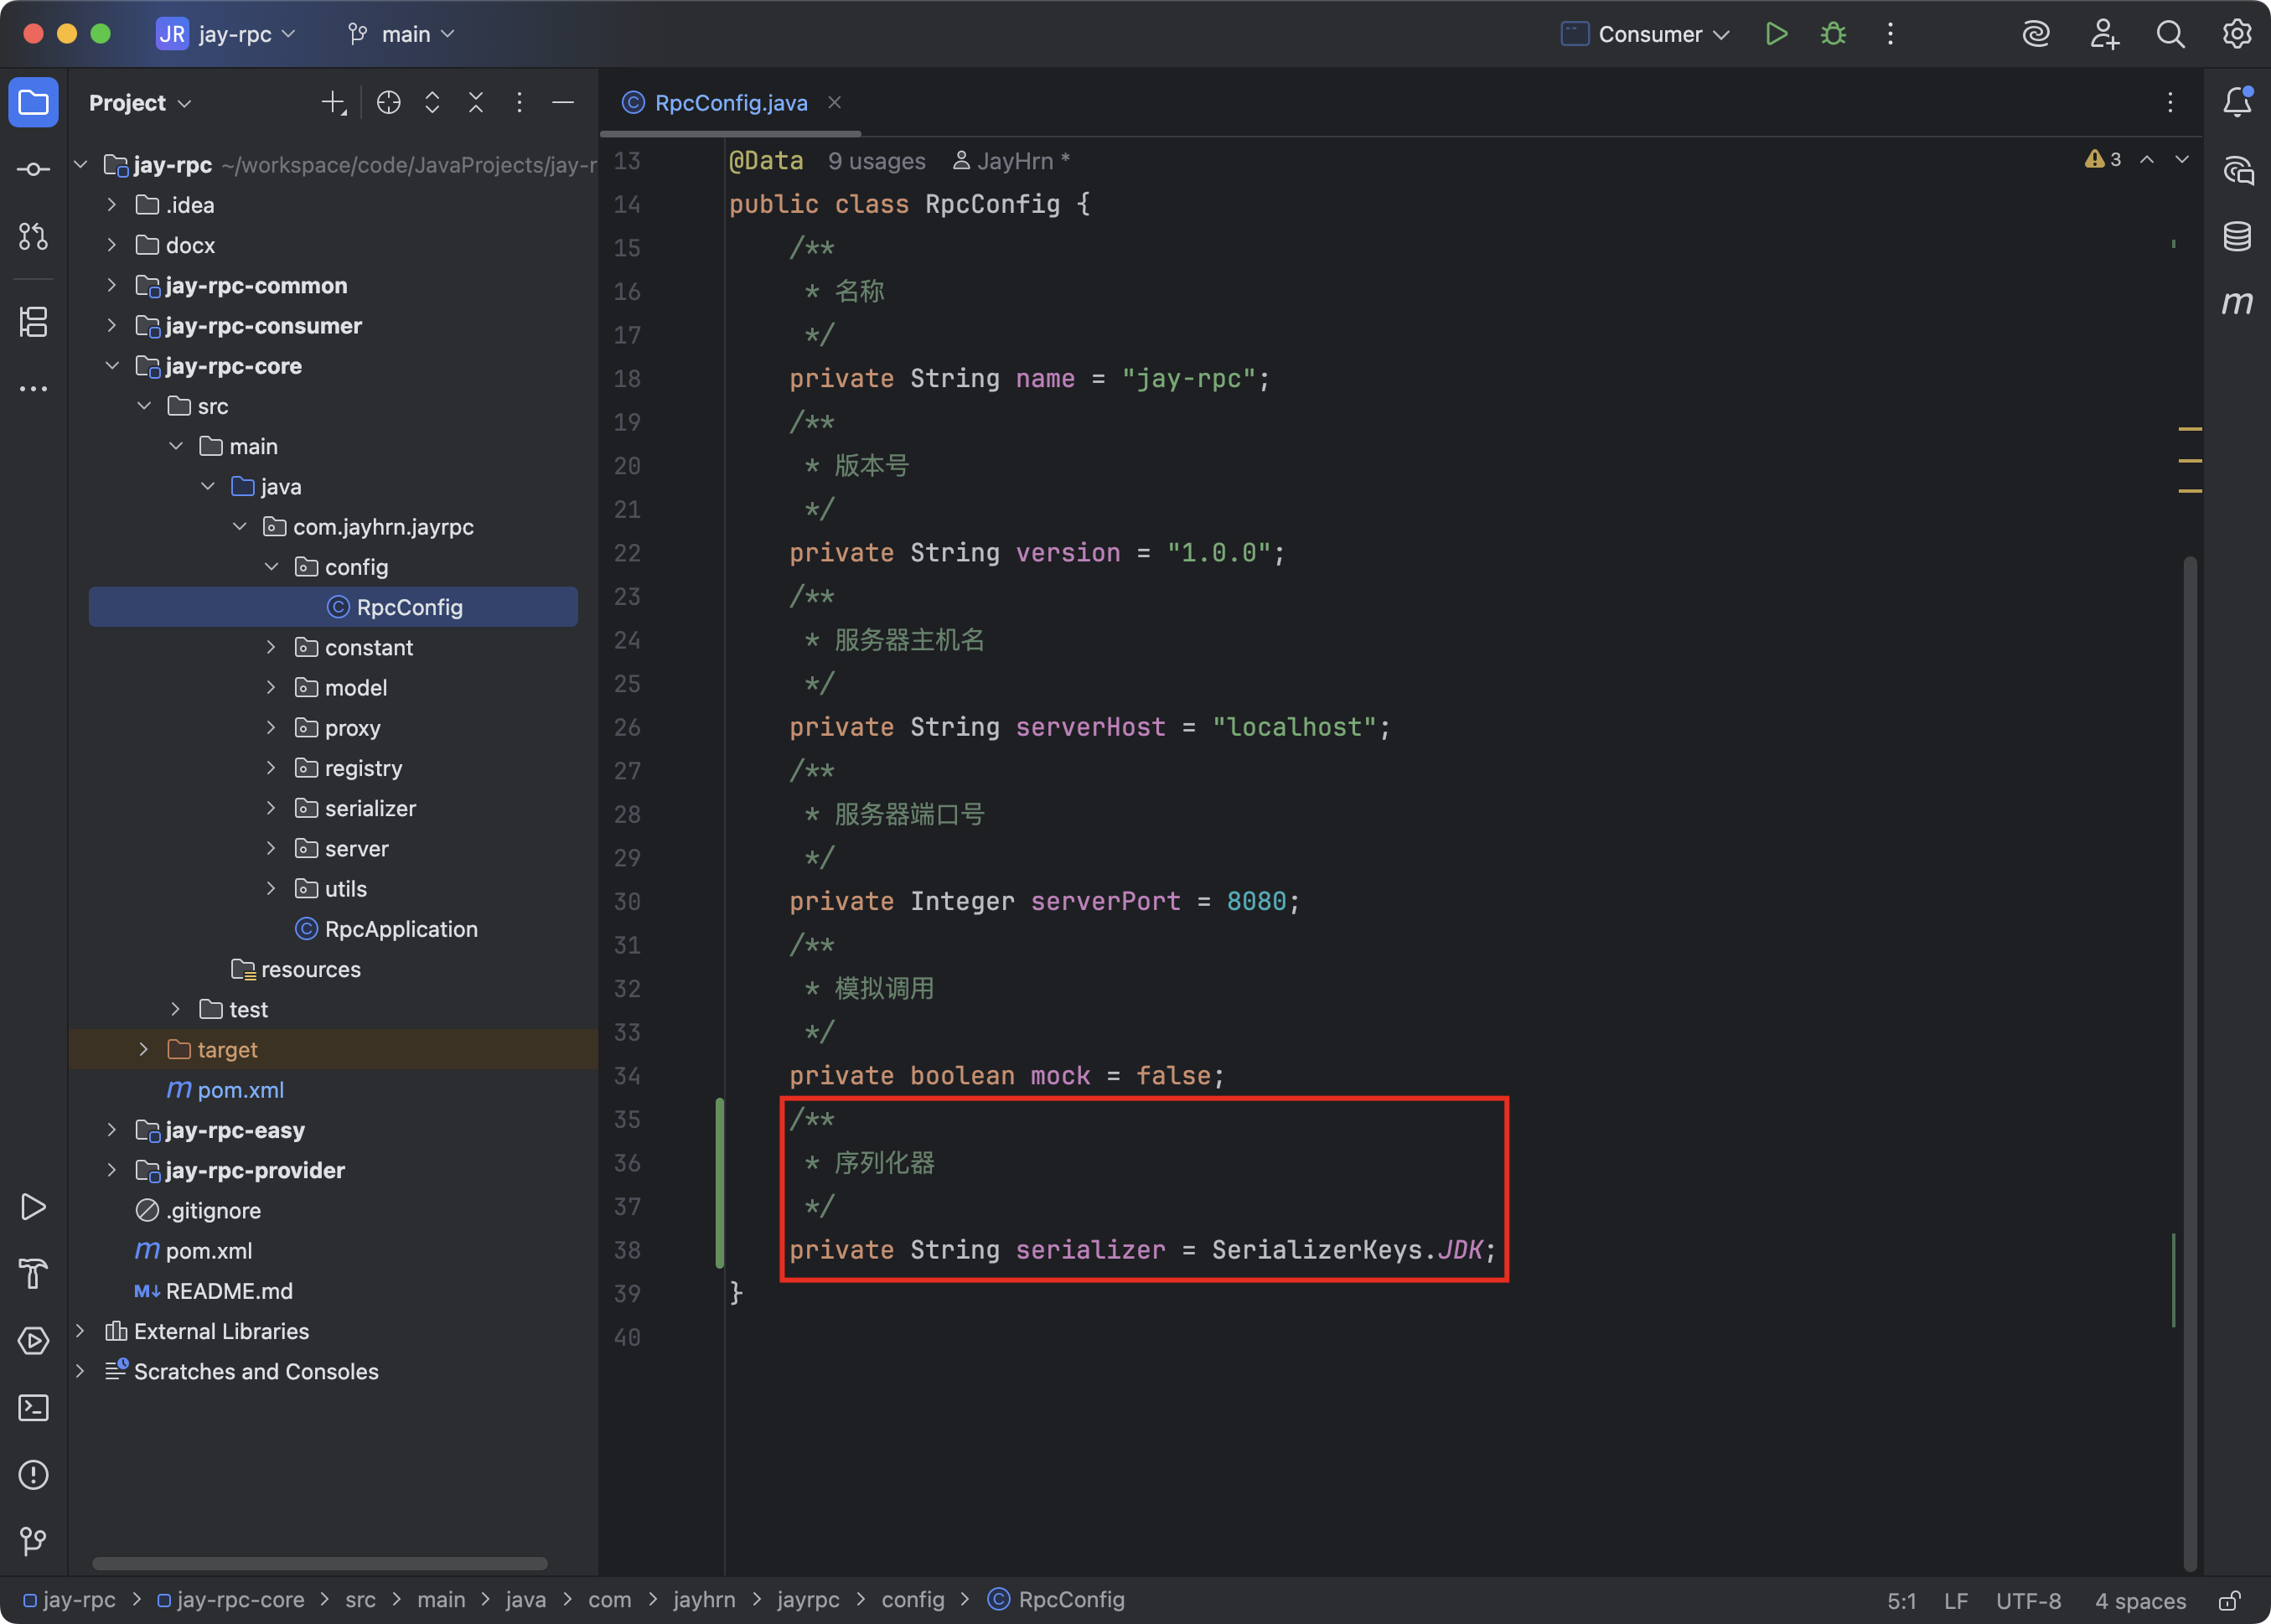 JR jay-rpc main Consumer
Project
RpcConfig.java
jay-rpc ~/workspace/code/JavaProjects/jay-r
.idea
docx
jay-rpc-common
jay-rpc-consumer
jay-rpc-core
src
main
java
com.jayhrn.jayrpc
config
RpcConfig
constant
model
proxy
registry
serializer
server
utils
RpcApplication
resources
test
target
m pom.xml
jay-rpc-easy
jay-rpc-provider
.gitignore
m pom.xml
M↓ README.md
External Libraries
Scratches and Consoles
13 @Data 9 usages JayHrn *
3
14 public class RpcConfig {
15 /**
16 * 名称
17 */
18 private String name = "jay-rpc";
19 /**
20 * 版本号
21 */
22 private String version = "1.0.0";
23 /**
24 * 服务器主机名
25 */
26 private String serverHost = "localhost";
27 /**
28 * 服务器端口号
29 */
30 private Integer serverPort = 8080;
31 /**
32 * 模拟调用
33 */
34 private boolean mock = false;
35 /**
36 * 序列化器
37 */
38 private String serializer = SerializerKeys.JDK;
39 }
40
m
jay-rpc > jay-rpc-core > src > main > java > com > jayhrn > jayrpc > config > RpcConfig
5:1 LF UTF-8 4 spaces